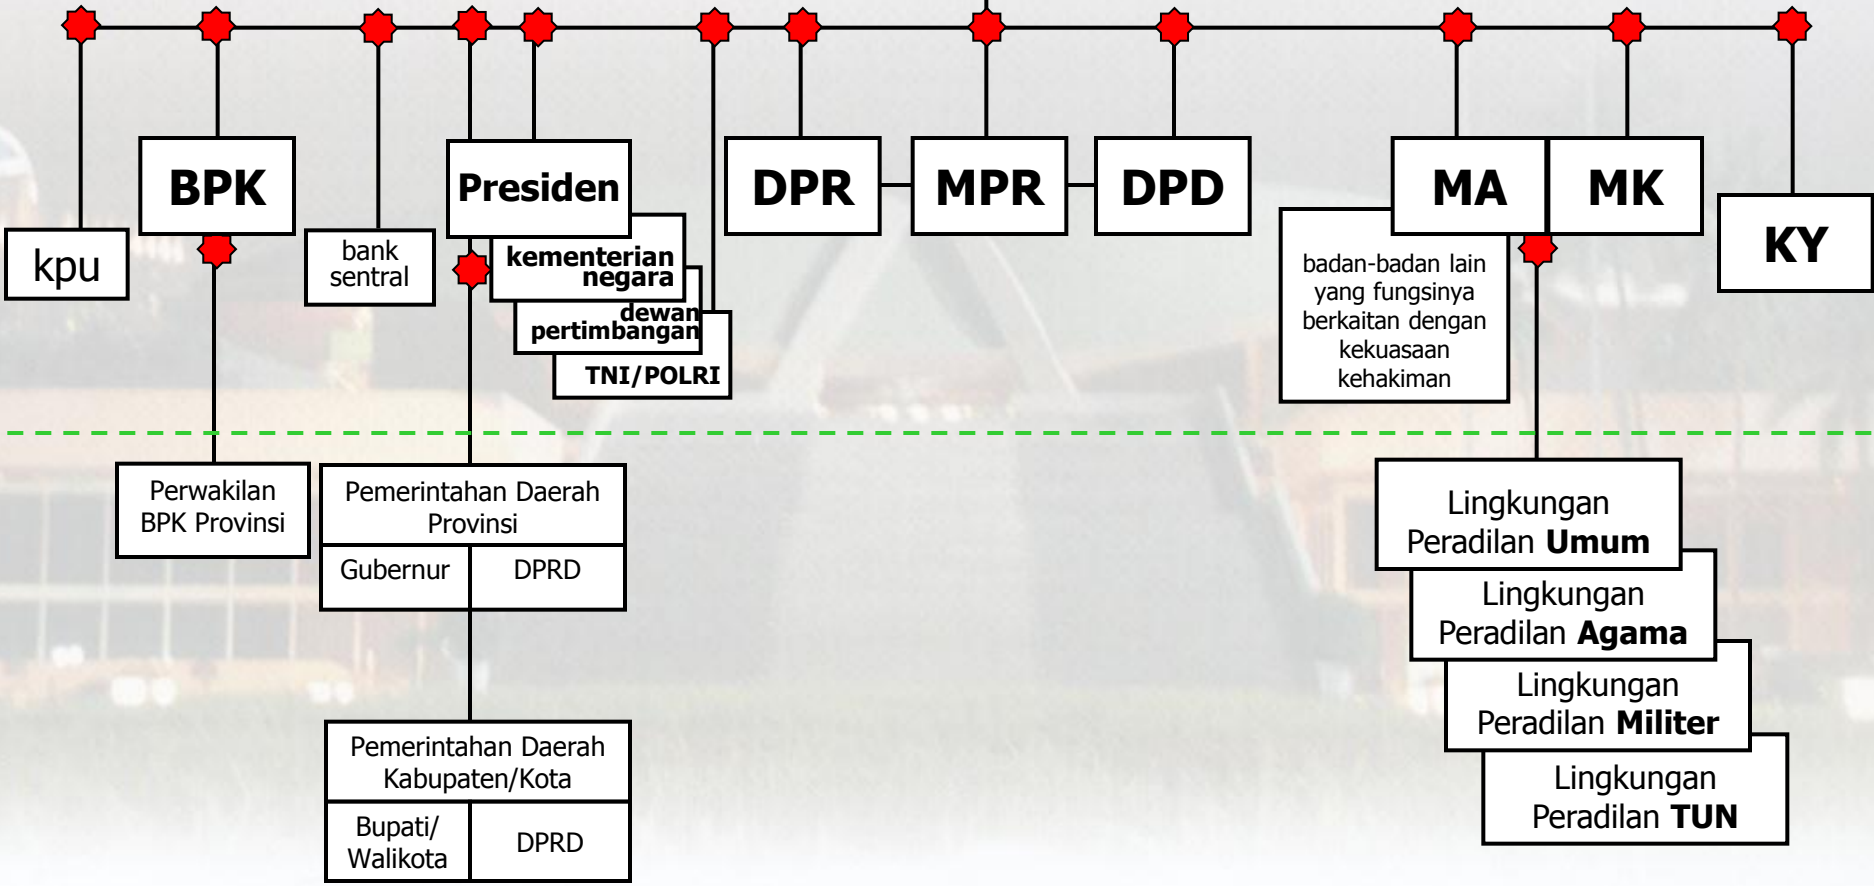 BPK
Presiden
DPR
MPR
DPD
MA
MK
KY
kpu
bank
sentral
kementerian
negara
dewan
pertimbangan
TNI/POLRI
badan-badan lain
yang fungsinya
berkaitan dengan
kekuasaan
kehakiman
Perwakilan
BPK Provinsi
Pemerintahan Daerah
Provinsi
Gubernur
DPRD
Pemerintahan Daerah
Kabupaten/Kota
Bupati/
Walikota
DPRD
Lingkungan
Peradilan Umum
Lingkungan
Peradilan Agama
Lingkungan
Peradilan Militer
Lingkungan
Peradilan TUN